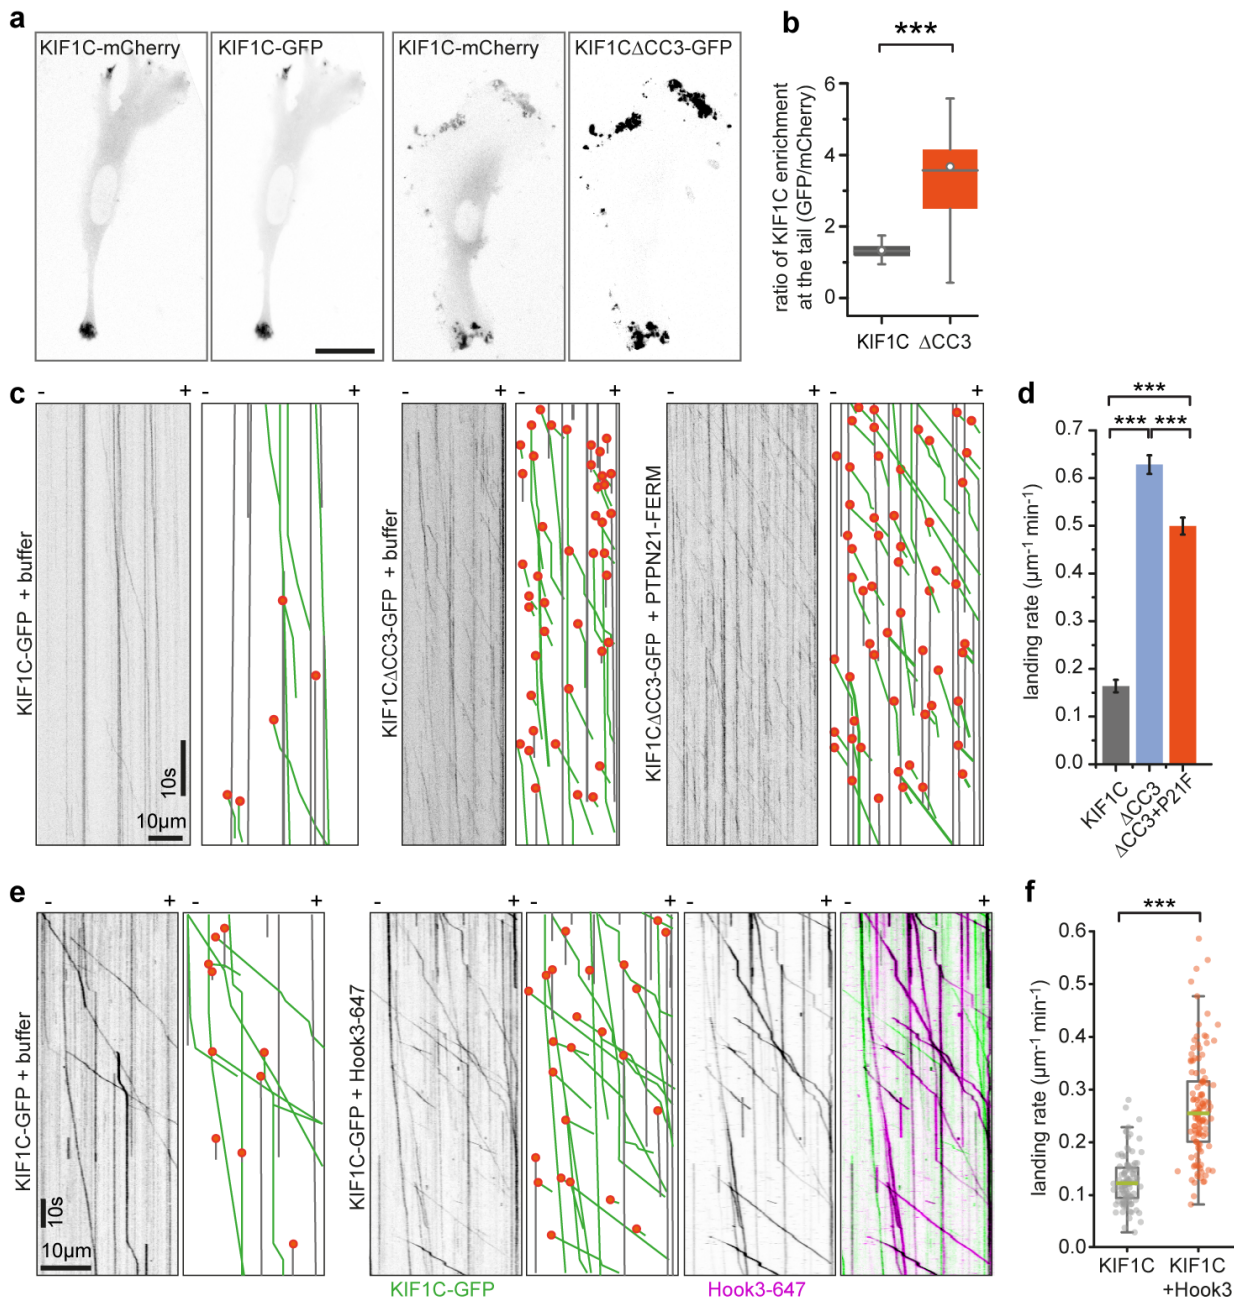 a
KIF1C-mCherry
KIF1C-GFP
KIF1C-mCherry
KIF1CΔCC3-GFP
b
***
ratio of KIF1C enrichment
at the tail (GFP/mCherry)
6
4
2
0
KIF1C
ΔCC3
c
- +
- +
- +
- +
- +
- +
KIF1C-GFP + buffer
10s
10µm
KIF1CΔCC3-GFP + buffer
KIF1CΔCC3-GFP + PTPN21-FERM
d
***
*** ***
landing rate (µm⁻¹ min⁻¹)
0.7
0.6
0.5
0.4
0.3
0.2
0.1
0.0
KIF1C
ΔCC3
ΔCC3+P21F
e
- +
- +
- +
- +
- +
- +
KIF1C-GFP + buffer
10s
10µm
KIF1C-GFP + Hook3-647
KIF1C-GFP
Hook3-647
f
***
landing rate (µm⁻¹ min⁻¹)
0.6
0.5
0.4
0.3
0.2
0.1
0.0
KIF1C
KIF1C
+Hook3